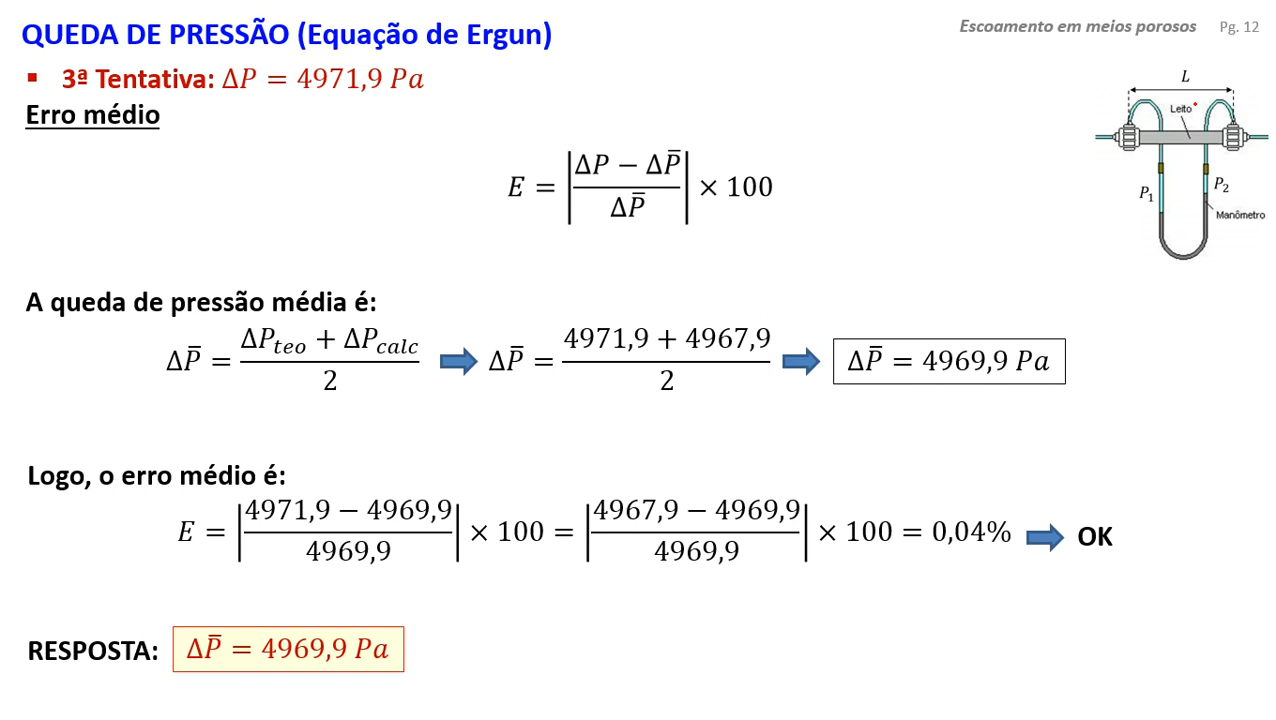 QUEDA DE PRESSÃO (Equação de Ergun)
Escoamento em meios porosos Pg. 12
▪ 3ª Tentativa: ΔP = 4971,9 Pa
Erro médio
L
Leito
P₁
P₂
Manômetro
E = |(ΔP − ΔP̄)/ΔP̄| × 100
A queda de pressão média é:
ΔP̄ = (ΔP_teo + ΔP_calc)/2 ➡ ΔP̄ = (4971,9 + 4967,9)/2 ➡ ΔP̄ = 4969,9 Pa
Logo, o erro médio é:
E = |(4971,9 − 4969,9)/4969,9| × 100 = |(4967,9 − 4969,9)/4969,9| × 100 = 0,04% ➡ OK
RESPOSTA: ΔP̄ = 4969,9 Pa